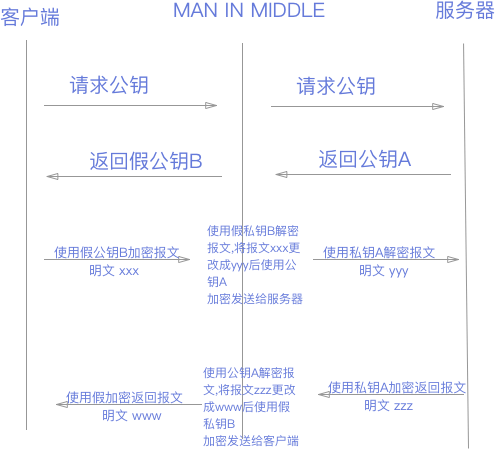 客户端
MAN IN MIDDLE
服务器
请求公钥
请求公钥
返回假公钥B
返回公钥A
使用假公钥B加密报文
明文 xxx
使用假私钥B解密
报文,将报文xxx更
改成yyy后使用公
钥A
加密发送给服务器
使用私钥A解密报文
明文 yyy
使用假加密返回报文
明文 www
使用公钥A解密报
文,将报文zzz更改
成www后使用假
私钥B
加密发送给客户端
使用私钥A加密返回报文
明文 zzz